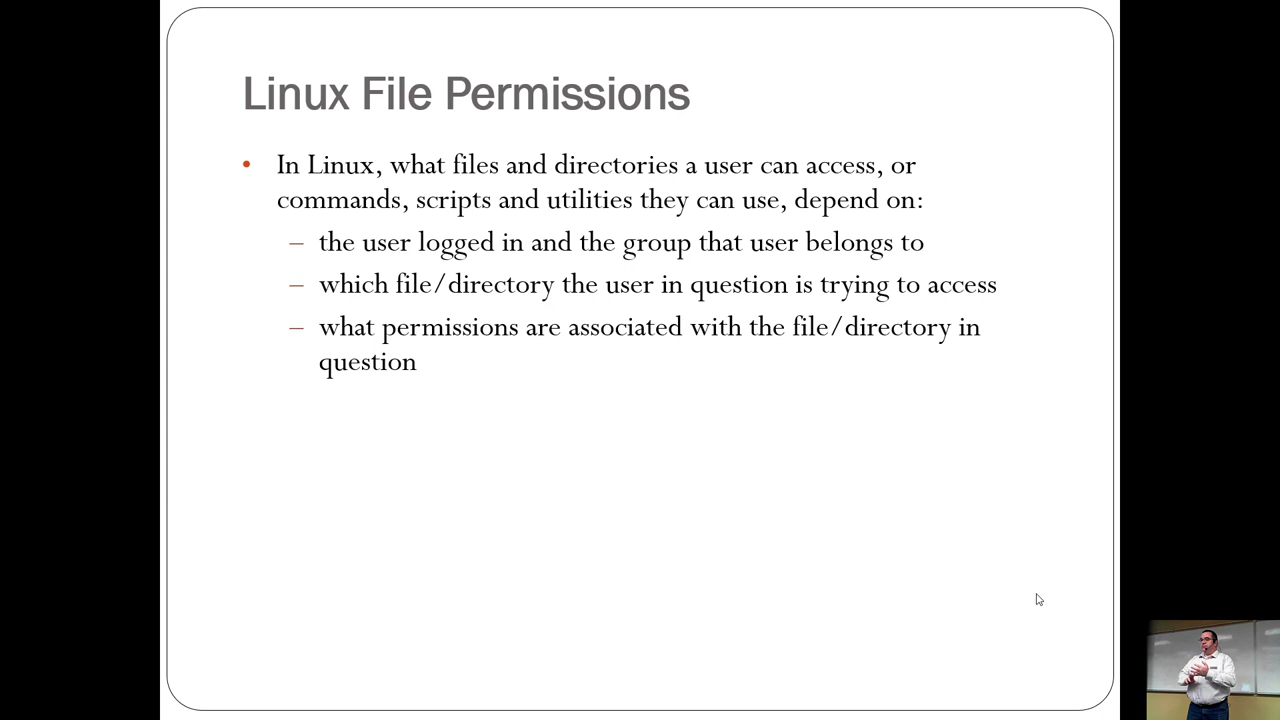 Linux File Permissions
• In Linux, what files and directories a user can access, or
commands, scripts and utilities they can use, depend on:
– the user logged in and the group that user belongs to
– which file/directory the user in question is trying to access
– what permissions are associated with the file/directory in
question